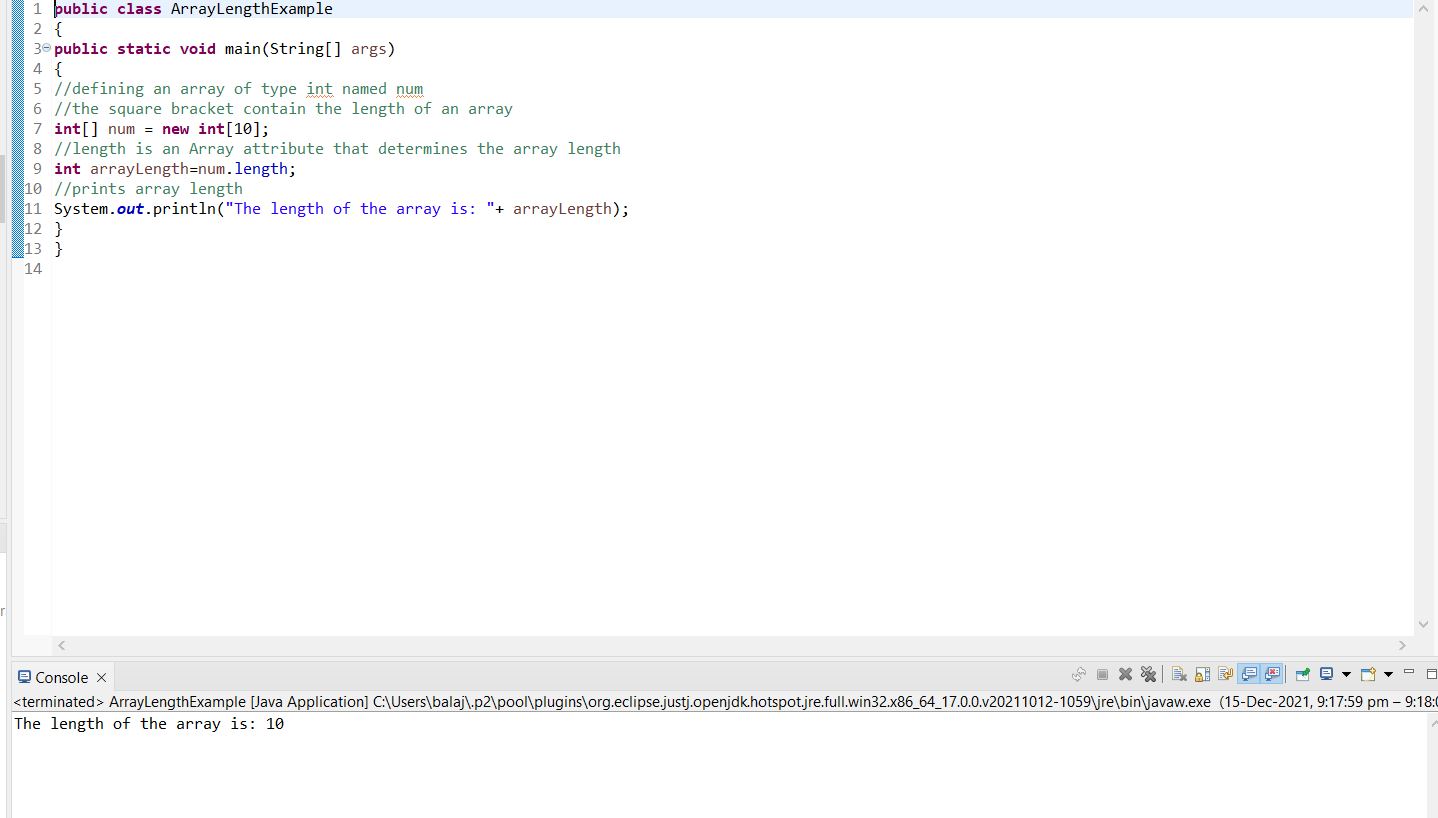 1 public class ArrayLengthExample
2 {
3 public static void main(String[] args)
4 {
5 //defining an array of type int named num
6 //the square bracket contain the length of an array
7 int[] num = new int[10];
8 //length is an Array attribute that determines the array length
9 int arrayLength=num.length;
10 //prints array length
11 System.out.println("The length of the array is: "+ arrayLength);
12 }
13 }
14
r
Console
<terminated> ArrayLengthExample [Java Application] C:\Users\balaj\.p2\pool\plugins\org.eclipse.justj.openjdk.hotspot.jre.full.win32.x86_64_17.0.0.v20211012-1059\jre\bin\javaw.exe (15-Dec-2021, 9:17:59 pm – 9:18:
The length of the array is: 10